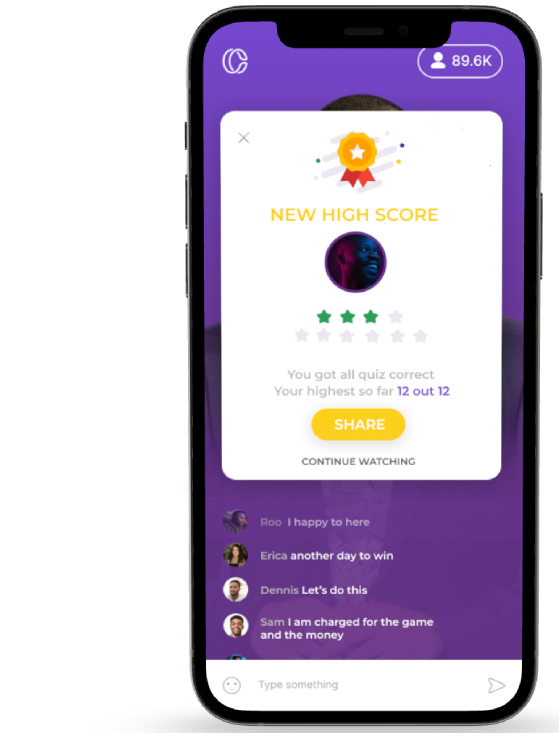 89.6K
NEW HIGH SCORE
You got all quiz correct
Your highest so far 12 out 12
SHARE
CONTINUE WATCHING
Roo I happy to here
Erica another day to win
Dennis Let's do this
Sam I am charged for the game
and the money
Type something